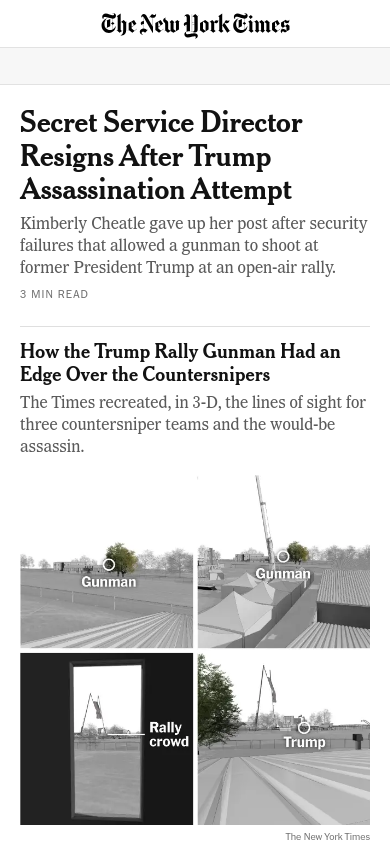 The New York Times
Secret Service Director
Resigns After Trump
Assassination Attempt
Kimberly Cheatle gave up her post after security
failures that allowed a gunman to shoot at
former President Trump at an open-air rally.
3 MIN READ
How the Trump Rally Gunman Had an
Edge Over the Countersnipers
The Times recreated, in 3-D, the lines of sight for
three countersniper teams and the would-be
assassin.
Gunman
Gunman
Rally
crowd
Trump
The New York Times